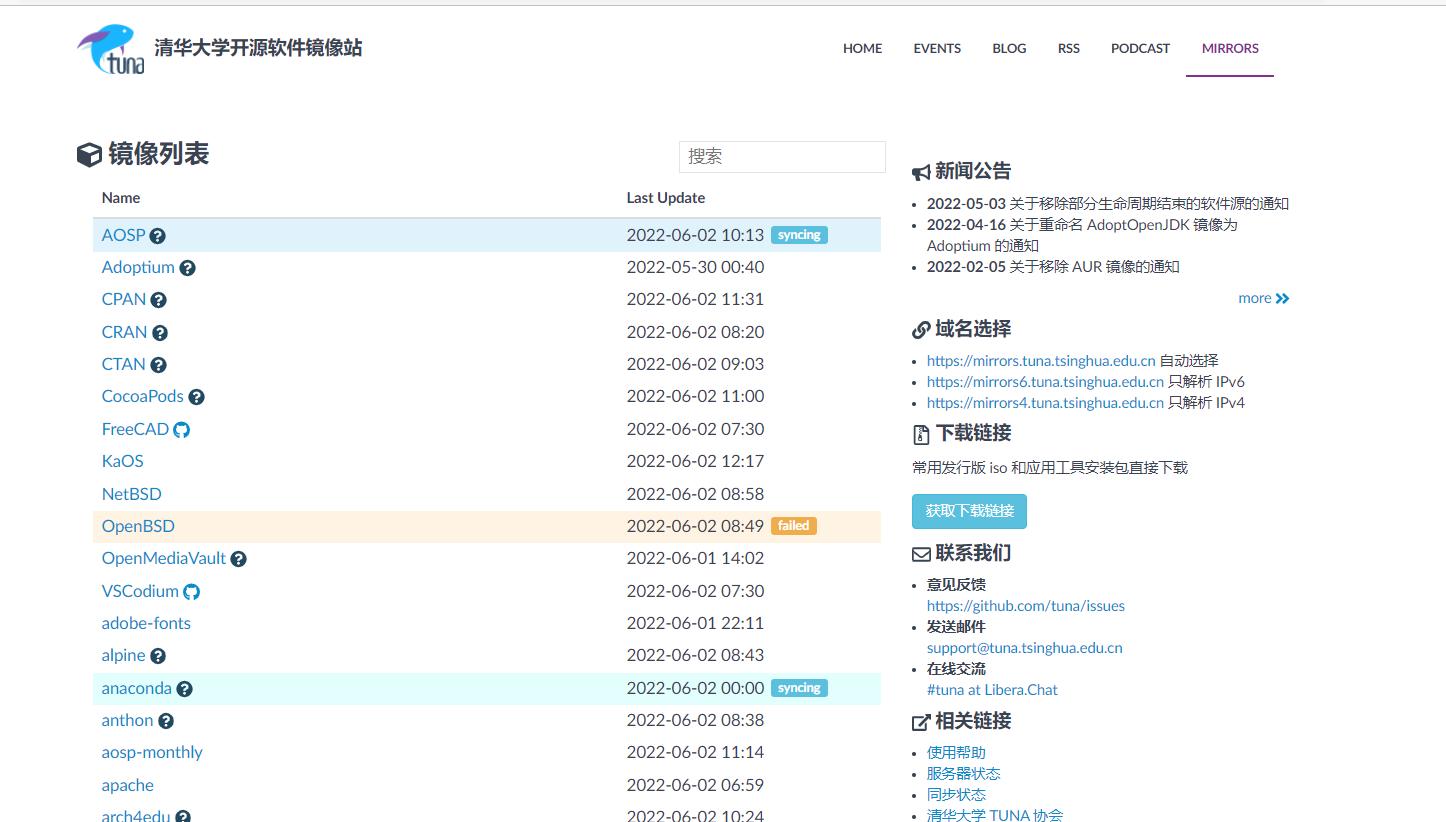 tuna
清华大学开源软件镜像站
HOME EVENTS BLOG RSS PODCAST MIRRORS
镜像列表
搜索
Name Last Update
AOSP 2022-06-02 10:13 syncing
Adoptium 2022-05-30 00:40
CPAN 2022-06-02 11:31
CRAN 2022-06-02 08:20
CTAN 2022-06-02 09:03
CocoaPods 2022-06-02 11:00
FreeCAD 2022-06-02 07:30
KaOS 2022-06-02 12:17
NetBSD 2022-06-02 08:58
OpenBSD 2022-06-02 08:49 failed
OpenMediaVault 2022-06-01 14:02
VSCodium 2022-06-02 07:30
adobe-fonts 2022-06-01 22:11
alpine 2022-06-02 08:43
anaconda 2022-06-02 00:00 syncing
anthon 2022-06-02 08:38
aosp-monthly 2022-06-02 11:14
apache 2022-06-02 06:59
arch4edu 2022-06-02 10:24
新闻公告
2022-05-03 关于移除部分生命周期结束的软件源的通知
2022-04-16 关于重命名 AdoptOpenJDK 镜像为
Adoptium 的通知
2022-02-05 关于移除 AUR 镜像的通知
more
域名选择
https://mirrors.tuna.tsinghua.edu.cn 自动选择
https://mirrors6.tuna.tsinghua.edu.cn 只解析 IPv6
https://mirrors4.tuna.tsinghua.edu.cn 只解析 IPv4
下载链接
常用发行版 iso 和应用工具安装包直接下载
获取下载链接
联系我们
意见反馈
https://github.com/tuna/issues
发送邮件
support@tuna.tsinghua.edu.cn
在线交流
#tuna at Libera.Chat
相关链接
使用帮助
服务器状态
同步状态
清华大学 TUNA 协会